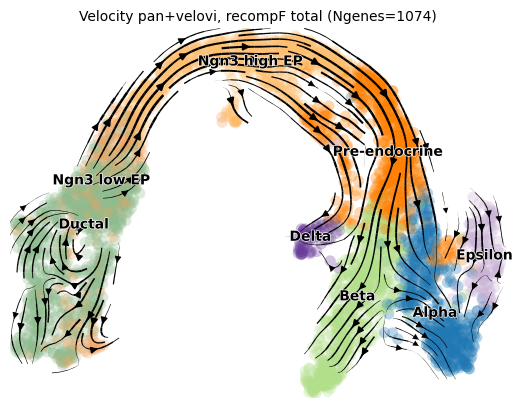 Velocity pan+velovi, recompF total (Ngenes=1074)
Ngn3 high EP
Pre-endocrine
Ngn3 low EP
Ductal
Delta
Epsilon
Beta
Alpha